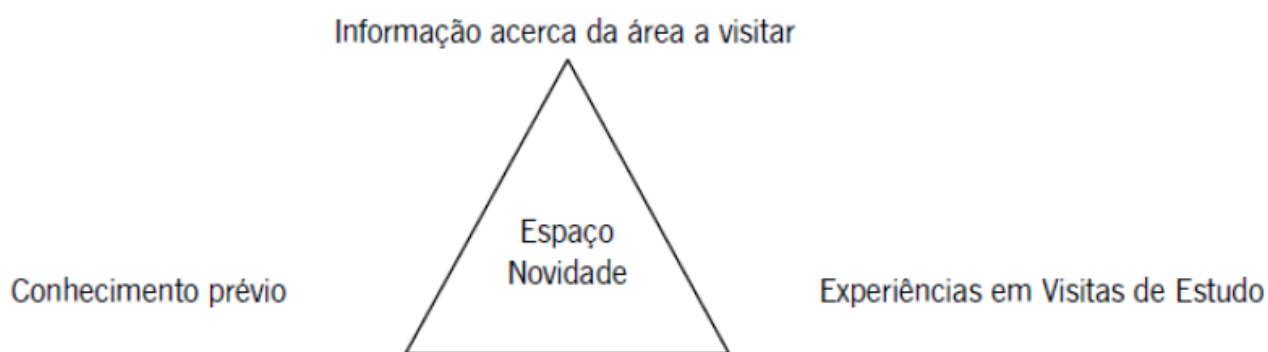 Informação acerca da área a visitar
Espaço
Novidade
Conhecimento prévio
Experiências em Visitas de Estudo